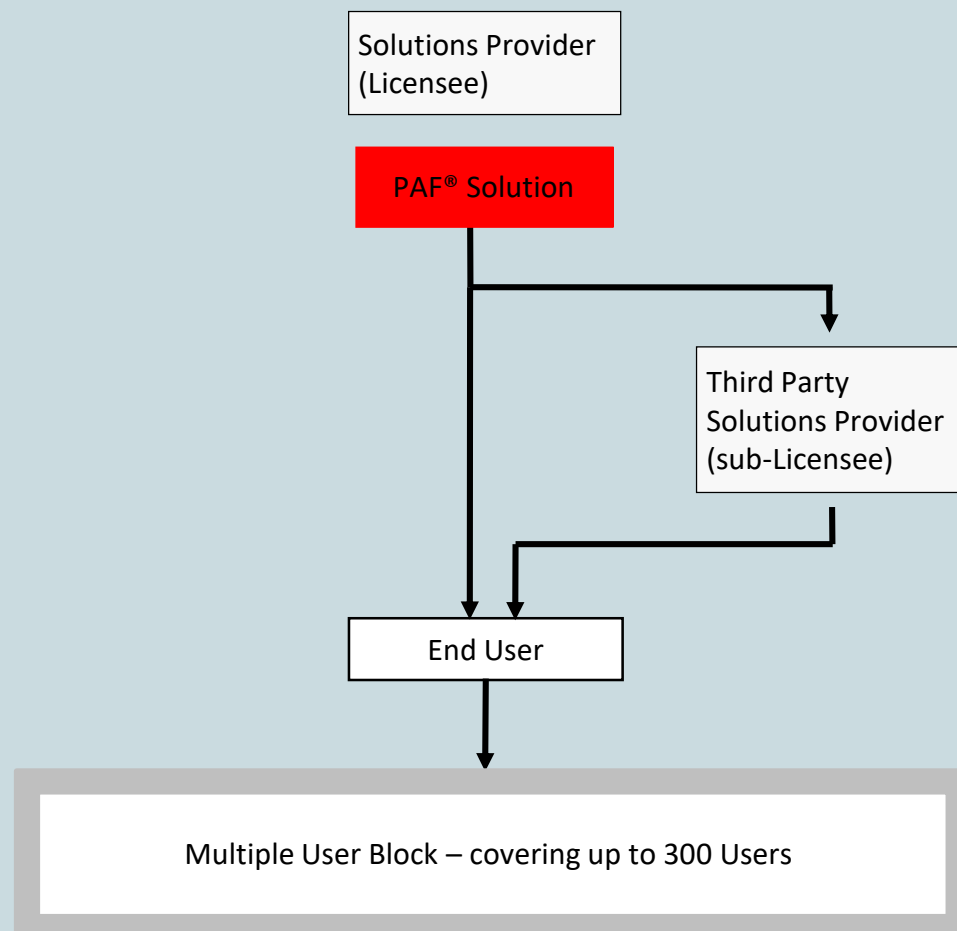 Solutions Provider
(Licensee)
PAF® Solution
Third Party
Solutions Provider
(sub-Licensee)
End User
Multiple User Block – covering up to 300 Users